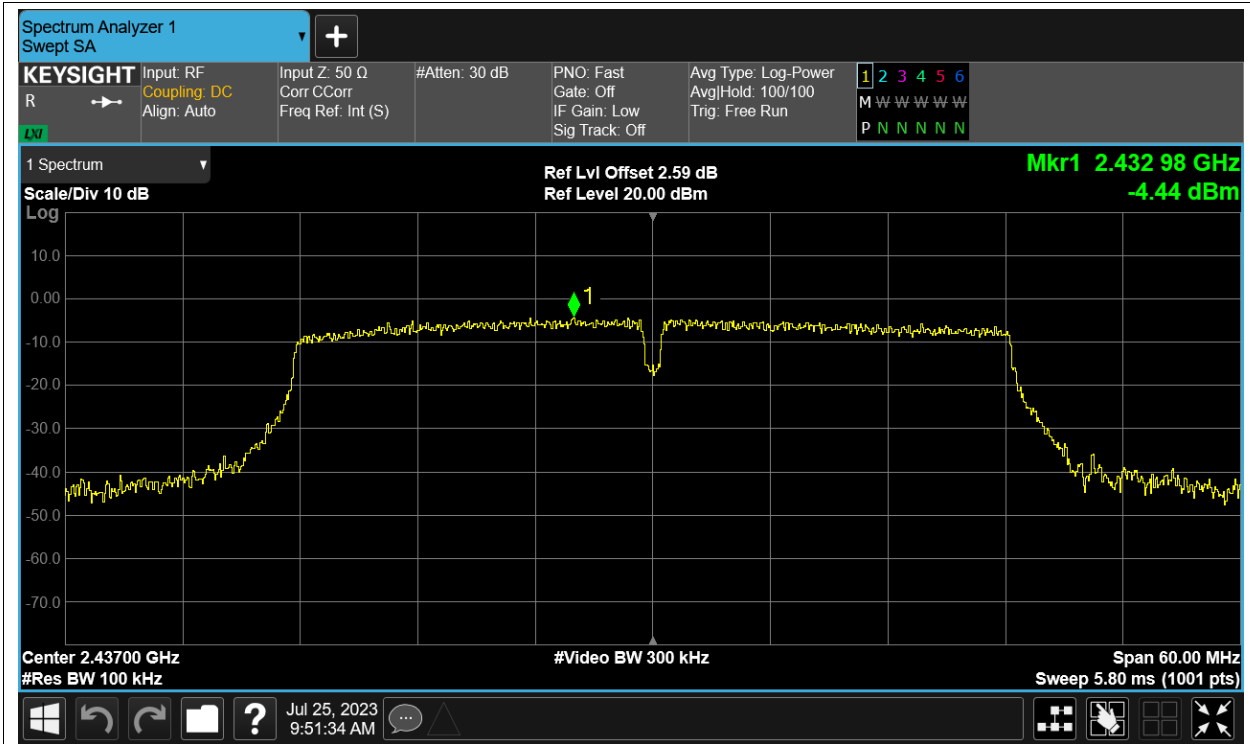 Spectrum Analyzer 1
Swept SA
+
KEYSIGHT
R
LXI
Input: RF
Coupling: DC
Align: Auto
Input Z: 50 Ω
Corr CCorr
Freq Ref: Int (S)
#Atten: 30 dB
PNO: Fast
Gate: Off
IF Gain: Low
Sig Track: Off
Avg Type: Log-Power
Avg|Hold: 100/100
Trig: Free Run
1 2 3 4 5 6
M W W W W W
P N N N N N
1 Spectrum
Scale/Div 10 dB
Log
Ref Lvl Offset 2.59 dB
Ref Level 20.00 dBm
Mkr1 2.432 98 GHz
-4.44 dBm
10.0
0.00
-10.0
-20.0
-30.0
-40.0
-50.0
-60.0
-70.0
1
Center 2.43700 GHz
#Res BW 100 kHz
#Video BW 300 kHz
Span 60.00 MHz
Sweep 5.80 ms (1001 pts)
?
Jul 25, 2023
9:51:34 AM